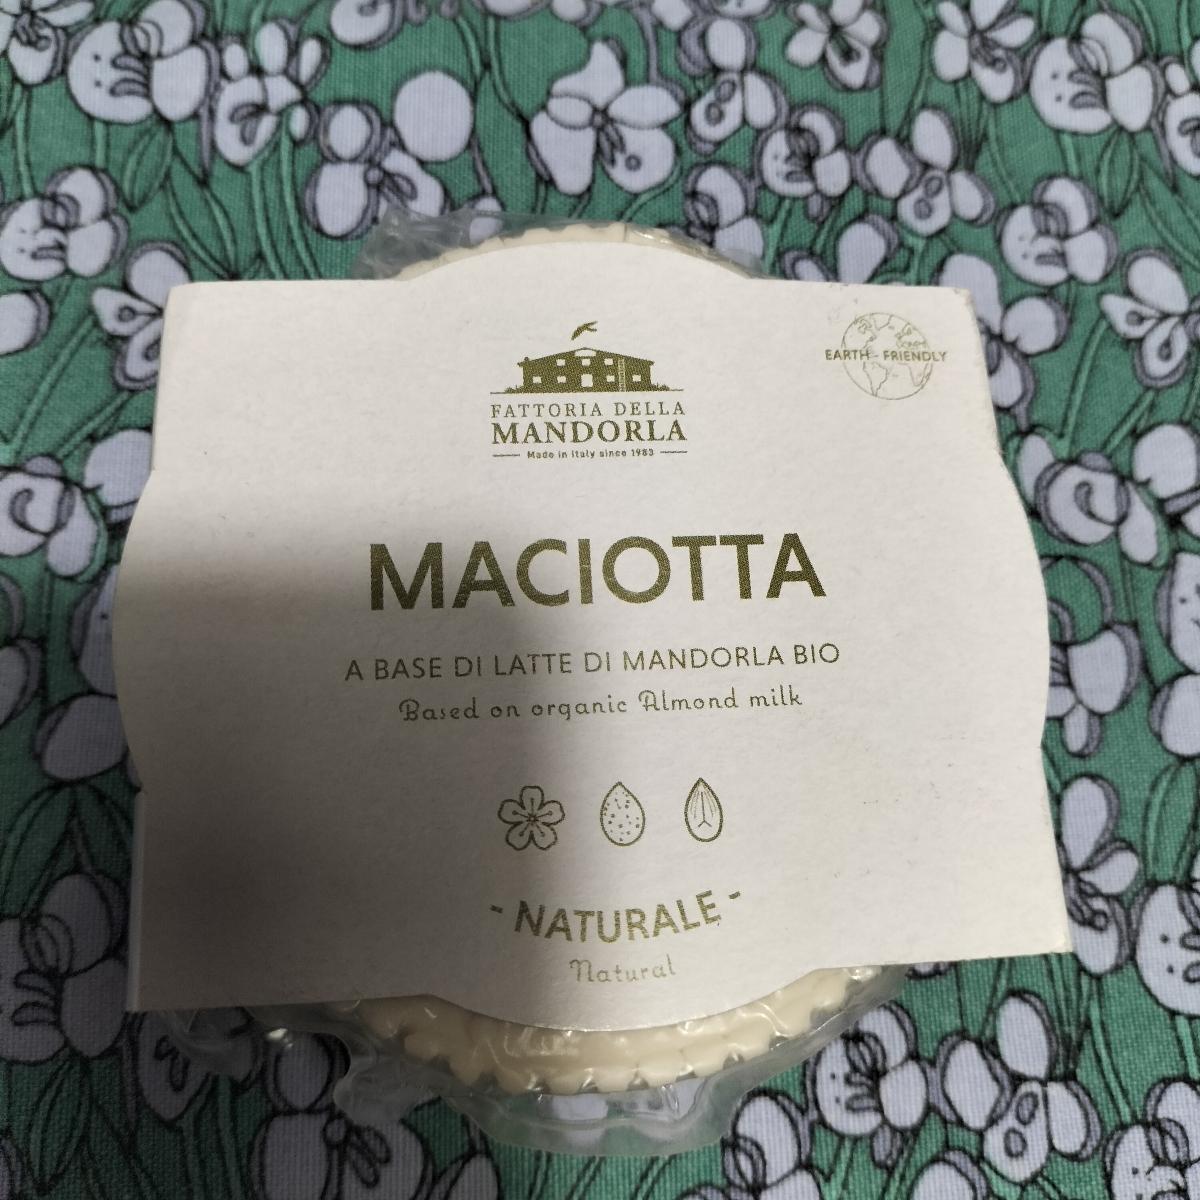 EARTH - FRIENDLY
FATTORIA DELLA
MANDORLA
Made in Italy since 1983
MACIOTTA
A BASE DI LATTE DI MANDORLA BIO
Based on organic Almond milk
- NATURALE -
Natural